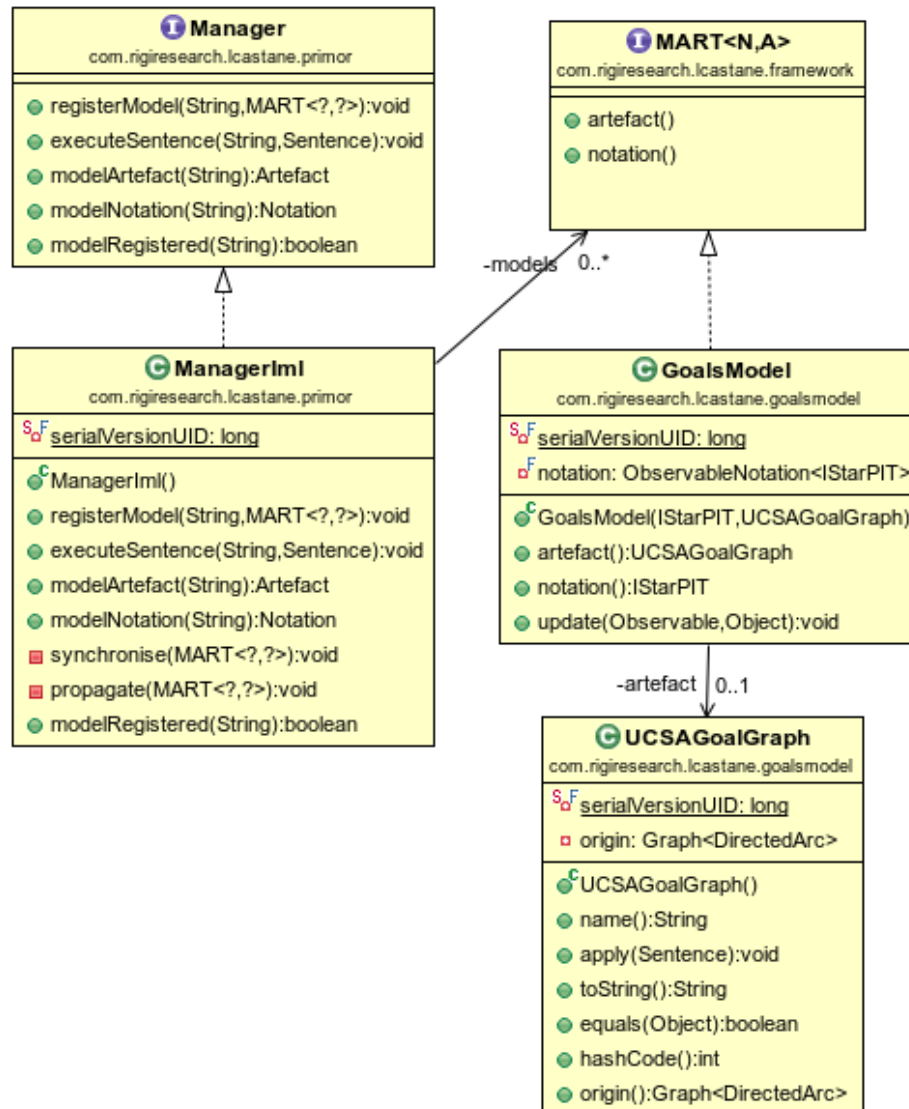 Manager
com.rigiresearch.lcastane.primor
registerModel(String,MART<?,?>):void
executeSentence(String,Sentence):void
modelArtefact(String):Artefact
modelNotation(String):Notation
modelRegistered(String):boolean
MART<N,A>
com.rigiresearch.lcastane.framework
artefact()
notation()
-models 0..*
ManagerIml
com.rigiresearch.lcastane.primor
serialVersionUID: long
ManagerIml()
registerModel(String,MART<?,?>):void
executeSentence(String,Sentence):void
modelArtefact(String):Artefact
modelNotation(String):Notation
synchronise(MART<?,?>):void
propagate(MART<?,?>):void
modelRegistered(String):boolean
GoalsModel
com.rigiresearch.lcastane.goalsmodel
serialVersionUID: long
notation: ObservableNotation<IStarPIT>
GoalsModel(IStarPIT,UCSAGoalGraph)
artefact():UCSAGoalGraph
notation():IStarPIT
update(Observable,Object):void
-artefact 0..1
UCSAGoalGraph
com.rigiresearch.lcastane.goalsmodel
serialVersionUID: long
origin: Graph<DirectedArc>
UCSAGoalGraph()
name():String
apply(Sentence):void
toString():String
equals(Object):boolean
hashCode():int
origin():Graph<DirectedArc>